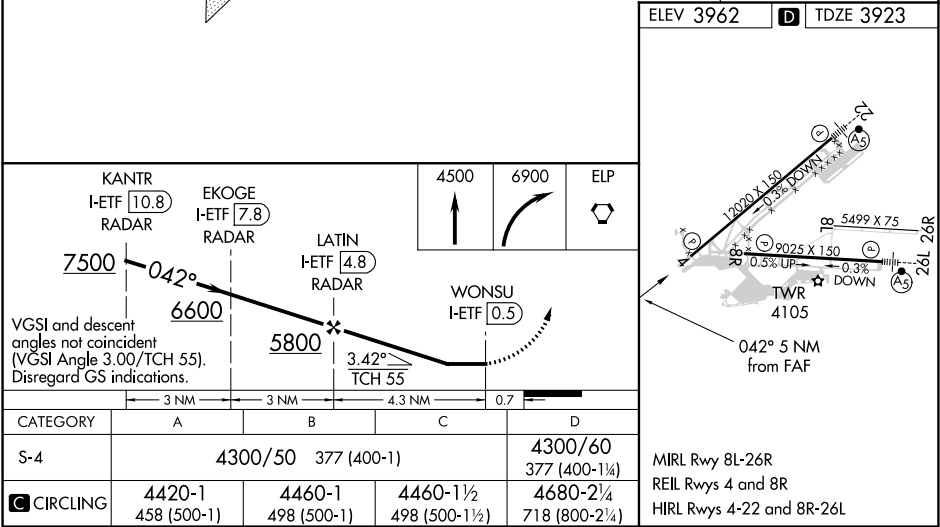 ELEV 3962 D TDZE 3923
22
P
A5
12020 X 150
0.3% DOWN
8L 5499 X 75 26R
P
4
8R
P 9025 X 150 P
0.5% UP 0.3% DOWN
26L
A5
TWR
4105
042° 5 NM
from FAF
MIRL Rwy 8L-26R
REIL Rwys 4 and 8R
HIRL Rwys 4-22 and 8R-26L
4500 6900 ELP
KANTR
I-ETF 10.8
RADAR
EKOGE
I-ETF 7.8
RADAR
LATIN
I-ETF 4.8
RADAR
WONSU
I-ETF 0.5
7500
042°
6600
5800
3.42°
TCH 55
VGSI and descent
angles not coincident
(VGSI Angle 3.00/TCH 55).
Disregard GS indications.
3 NM 3 NM 4.3 NM 0.7
CATEGORY A B C D
S-4 4300/50 377 (400-1) 4300/60
377 (400-1¼)
C CIRCLING 4420-1 4460-1 4460-1½ 4680-2¼
458 (500-1) 498 (500-1) 498 (500-1½) 718 (800-2¼)